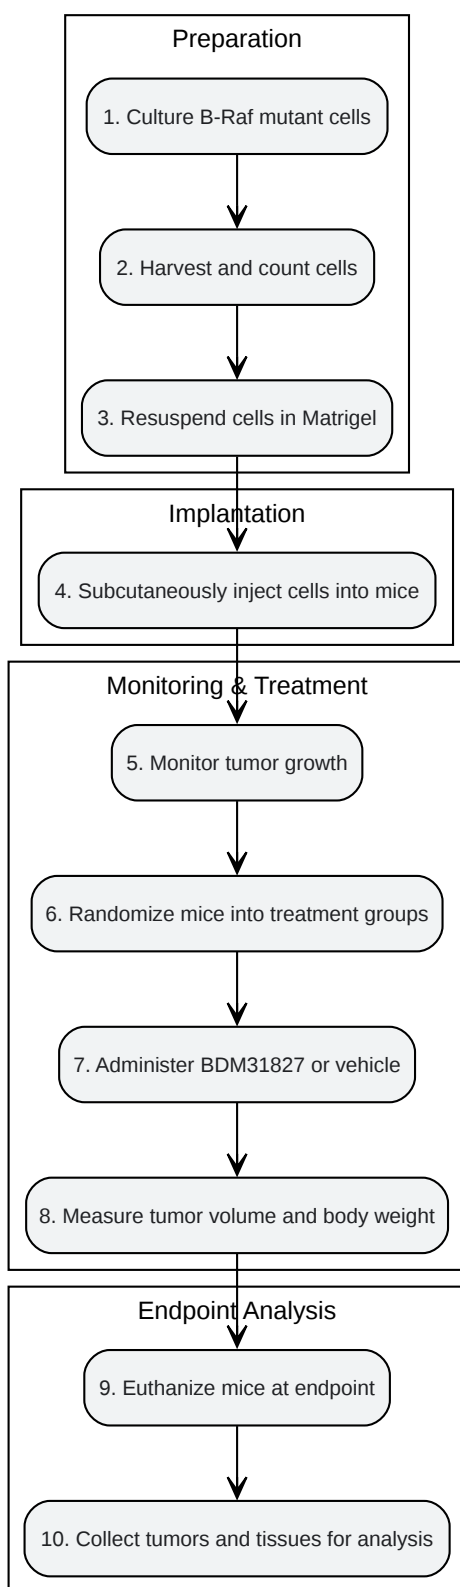 Preparation
1. Culture B-Raf mutant cells
2. Harvest and count cells
3. Resuspend cells in Matrigel
Implantation
4. Subcutaneously inject cells into mice
Monitoring & Treatment
5. Monitor tumor growth
6. Randomize mice into treatment groups
7. Administer BDM31827 or vehicle
8. Measure tumor volume and body weight
Endpoint Analysis
9. Euthanize mice at endpoint
10. Collect tumors and tissues for analysis